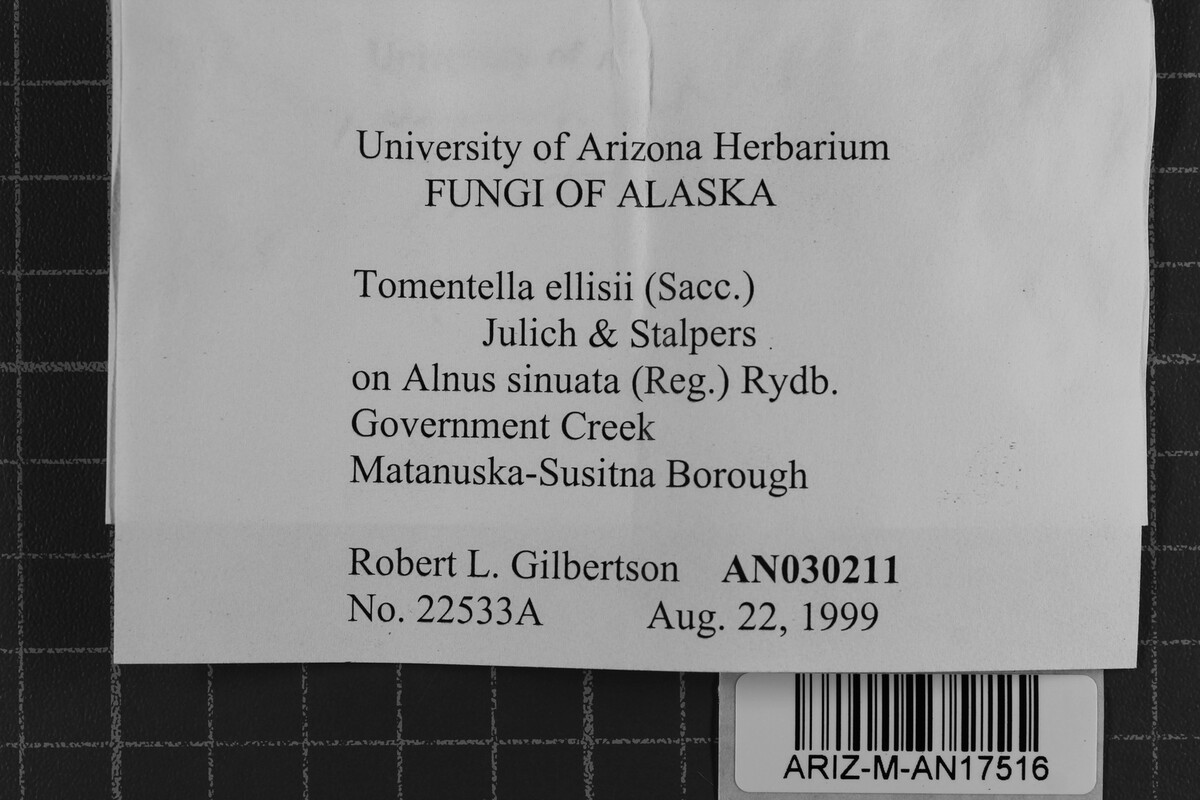 University of Arizona Herbarium
FUNGI OF ALASKA
Tomentella ellisii (Sacc.)
Julich & Stalpers
on Alnus sinuata (Reg.) Rydb.
Government Creek
Matanuska-Susitna Borough
Robert L. Gilbertson AN030211
No. 22533A Aug. 22, 1999
ARIZ-M-AN17516